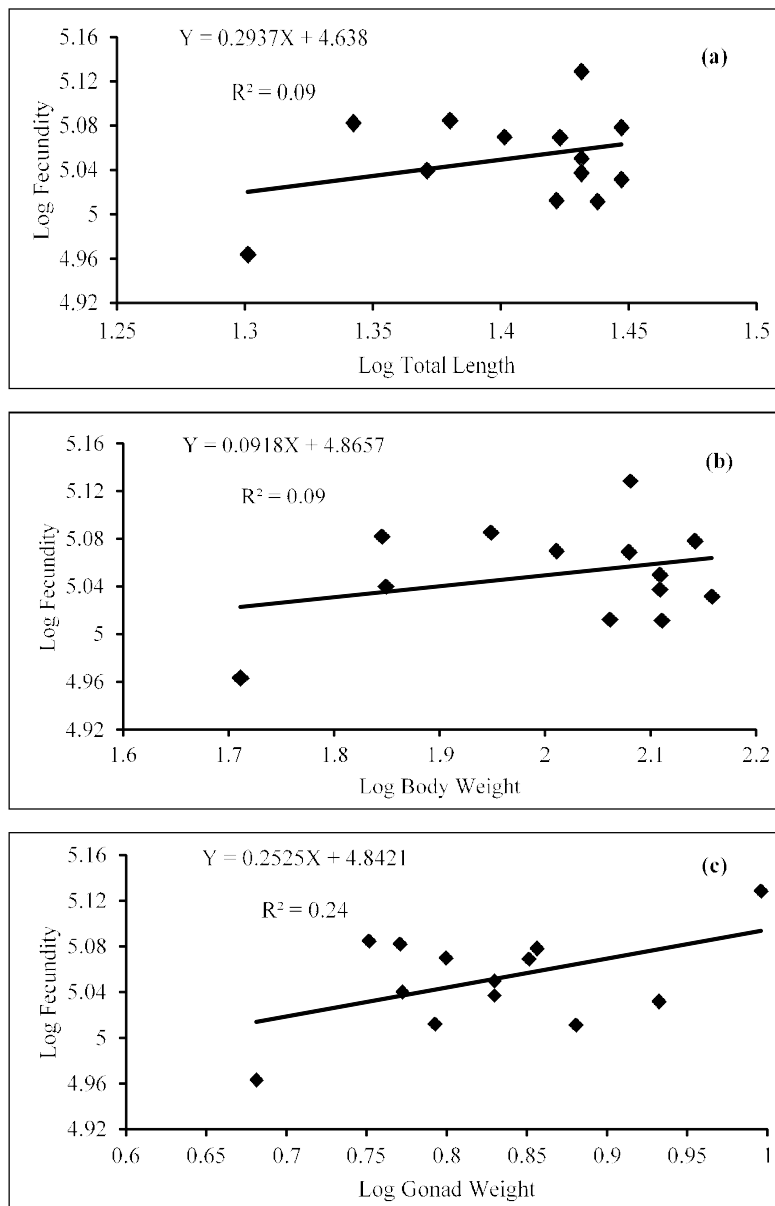 Y = 0.2937X + 4.638
(a)
R² = 0.09
5.16
5.12
5.08
5.04
5
4.96
4.92
Log Fecundity
1.25 1.3 1.35 1.4 1.45 1.5
Log Total Length
Y = 0.0918X + 4.8657
(b)
R² = 0.09
5.16
5.12
5.08
5.04
5
4.96
4.92
Log Fecundity
1.6 1.7 1.8 1.9 2 2.1 2.2
Log Body Weight
Y = 0.2525X + 4.8421
(c)
R² = 0.24
5.16
5.12
5.08
5.04
5
4.96
4.92
Log Fecundity
0.6 0.65 0.7 0.75 0.8 0.85 0.9 0.95 1
Log Gonad Weight